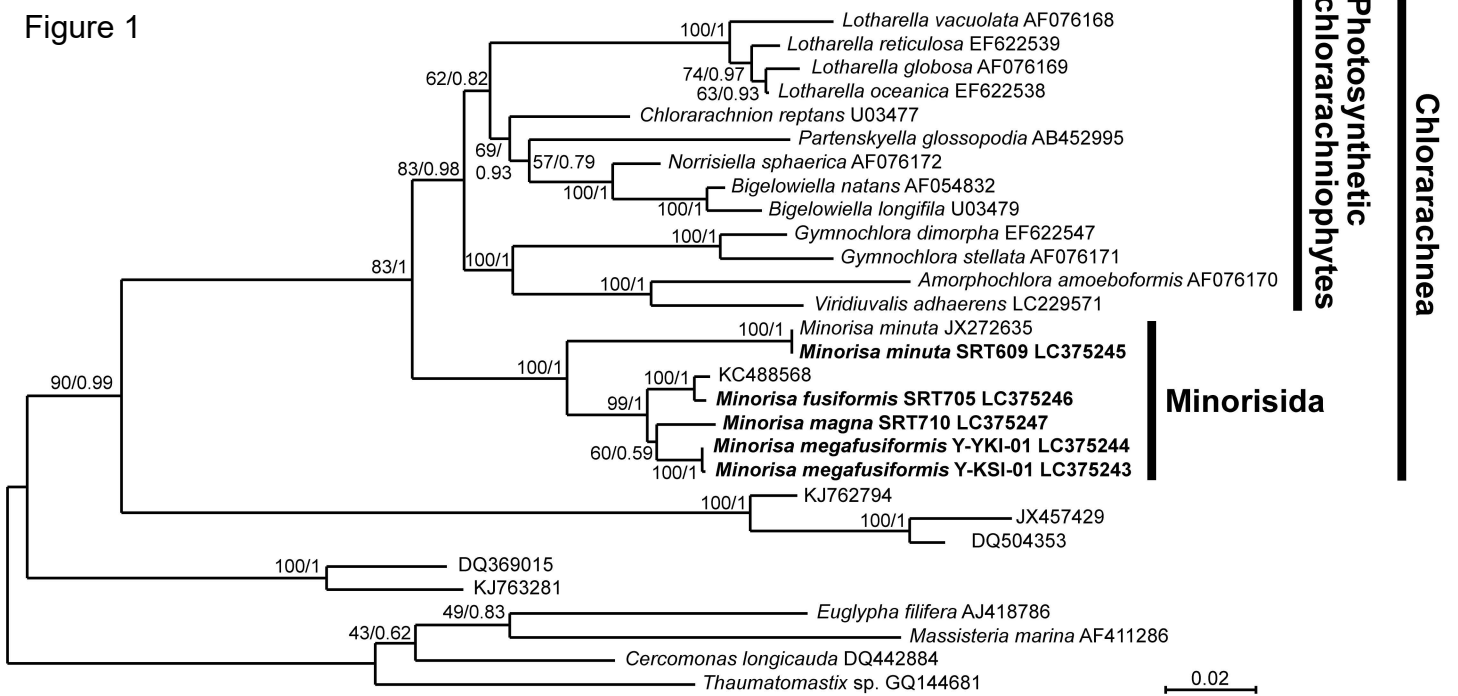 Figure 1
100/1
Lotharella vacuolata AF076168
Lotharella reticulosa EF622539
74/0.97
Lotharella globosa AF076169
63/0.93
Lotharella oceanica EF622538
62/0.82
Chlorarachnion reptans U03477
69/
0.93
Partenskyella glossopodia AB452995
57/0.79
Norrisiella sphaerica AF076172
100/1
Bigelowiella natans AF054832
100/1
Bigelowiella longifila U03479
83/0.98
100/1
Gymnochlora dimorpha EF622547
100/1
Gymnochlora stellata AF076171
100/1
Amorphochlora amoeboformis AF076170
Viridiuvalis adhaerens LC229571
83/1
100/1
Minorisa minuta JX272635
Minorisa minuta SRT609 LC375245
100/1
100/1
KC488568
99/1
Minorisa fusiformis SRT705 LC375246
Minorisa magna SRT710 LC375247
60/0.59
Minorisa megafusiformis Y-YKI-01 LC375244
100/1
Minorisa megafusiformis Y-KSI-01 LC375243
90/0.99
100/1
KJ762794
100/1
JX457429
DQ504353
100/1
DQ369015
KJ763281
49/0.83
Euglypha filifera AJ418786
43/0.62
Massisteria marina AF411286
Cercomonas longicauda DQ442884
Thaumatomastix sp. GQ144681
0.02
Photosynthetic
chlorarachniophytes
Minorisida
Chlorarachnea